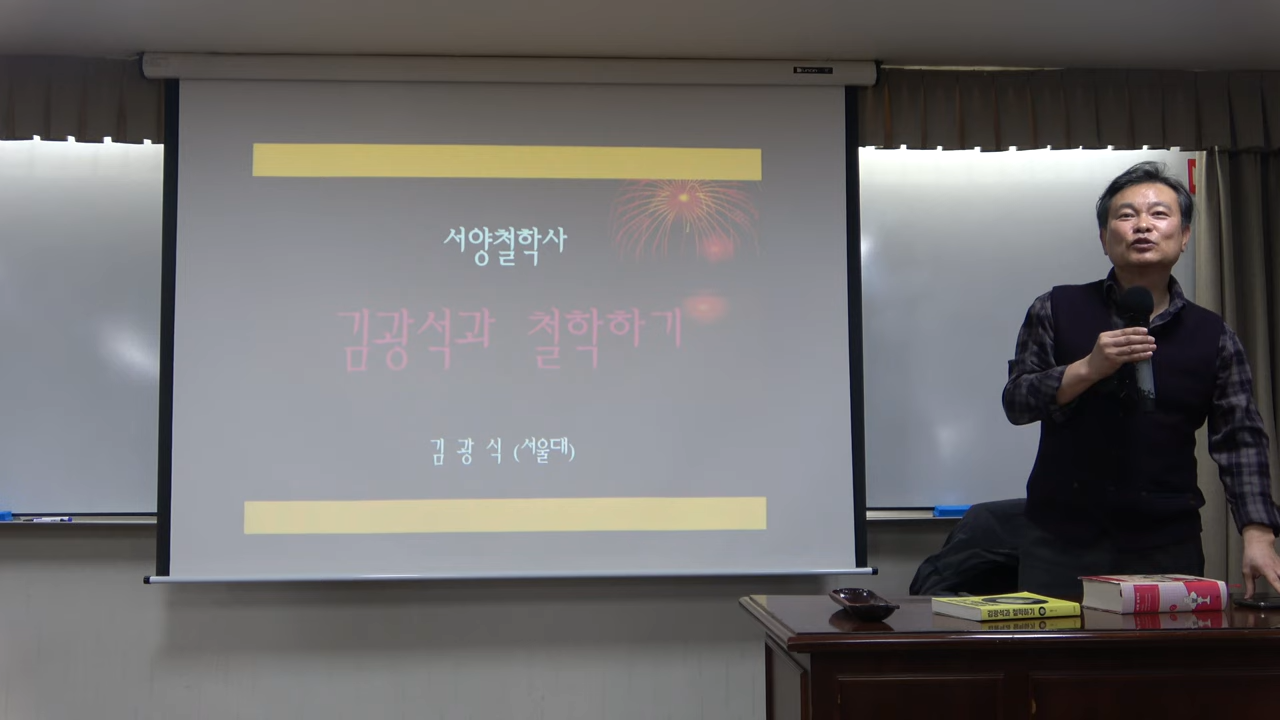 서양철학사
김광석과 철학하기
김 광 식 (서울대)
김광석과 철학하기